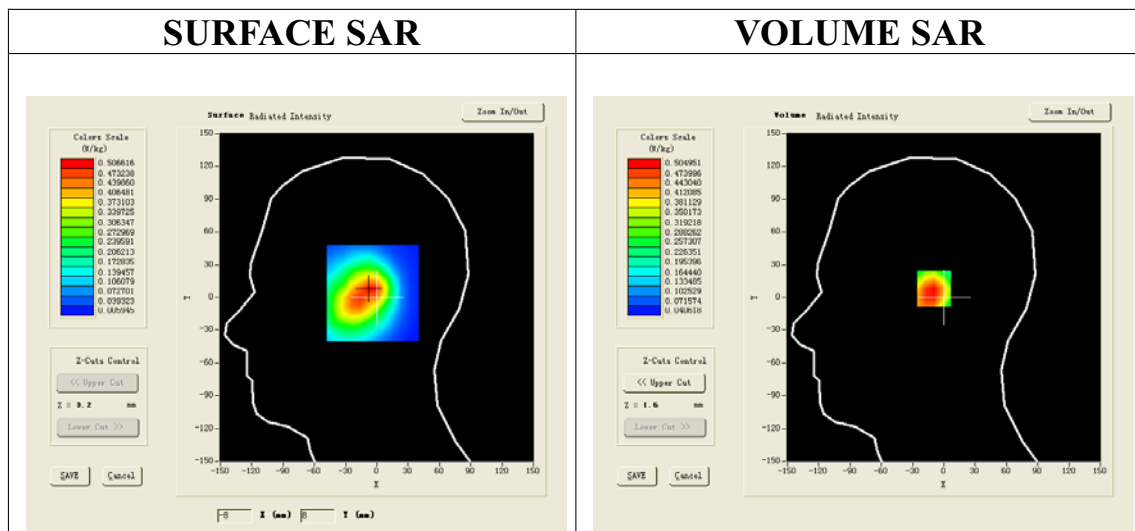 SURFACE SAR
VOLUME SAR
Surface Radiated Intensity
Zoom In/Out
Colors Scale
(W/kg)
0.506616
0.473238
0.439860
0.406481
0.373103
0.339725
0.306347
0.272969
0.239591
0.206213
0.172835
0.139457
0.106079
0.072701
0.039323
0.005945
150
120
90
60
30
0
-30
-60
-90
-120
-150
Y
-150 -120 -90 -60 -30 0 30 60 90 120 150
X
Z-Cuts Control
<< Upper Cut
Z = 0.2 mm
Lower Cut >>
SAVE Cancel
-8 X (mm) 8 Y (mm)
Volume Radiated Intensity
Zoom In/Out
Colors Scale
(W/kg)
0.504951
0.473996
0.443040
0.412085
0.381129
0.350173
0.319218
0.288262
0.257307
0.226351
0.195396
0.164440
0.133485
0.102529
0.071574
0.040618
150
120
90
60
30
0
-30
-60
-90
-120
-150
Y
-150 -120 -90 -60 -30 0 30 60 90 120 150
X
Z-Cuts Control
<< Upper Cut
Z = 1.6 mm
Lower Cut >>
SAVE Cancel